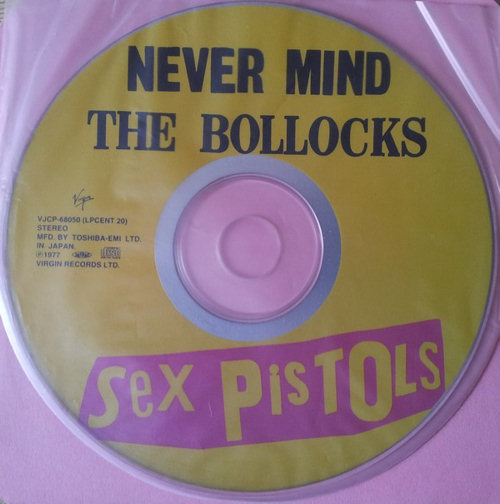 NEVER MIND
THE BOLLOCKS
Virgin
VJCP-68050 (LPCENT 20)
STEREO
MFD BY TOSHIBA-EMI LTD.
IN JAPAN.
℗1977
VIRGIN RECORDS LTD.
Sex PisTOLs